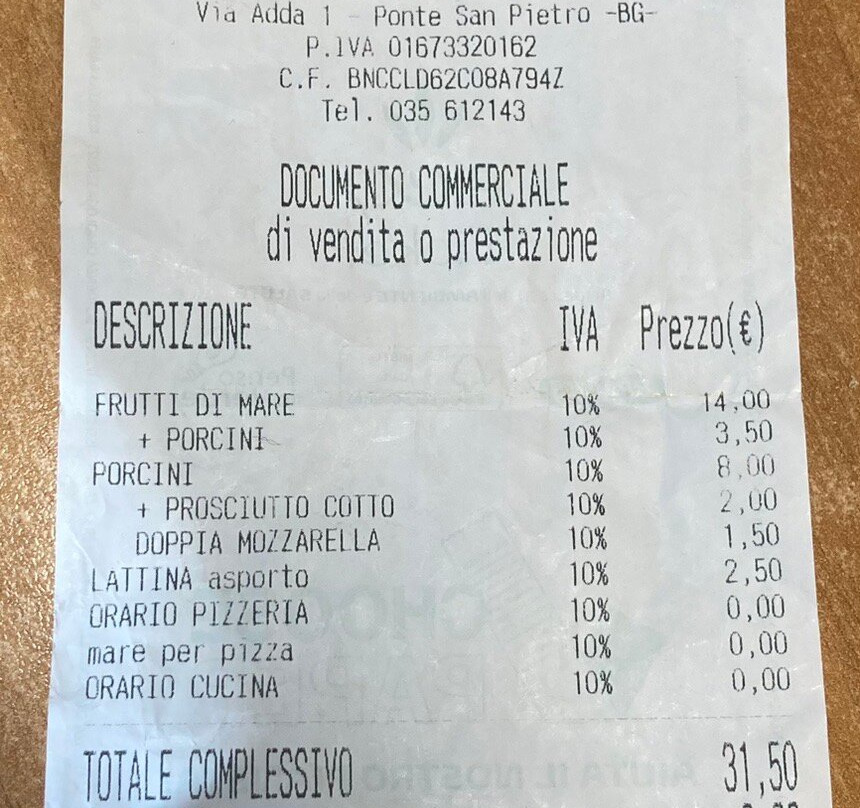 Via Adda 1 - Ponte San Pietro -BG-
P.IVA 01673320162
C.F. BNCCLD62C08A794Z
Tel. 035 612143
DOCUMENTO COMMERCIALE
di vendita o prestazione
DESCRIZIONE IVA Prezzo(€)
FRUTTI DI MARE 10% 14,00
+ PORCINI 10% 3,50
PORCINI 10% 8,00
+ PROSCIUTTO COTTO 10% 2,00
DOPPIA MOZZARELLA 10% 1,50
LATTINA asporto 10% 2,50
ORARIO PIZZERIA 10% 0,00
mare per pizza 10% 0,00
ORARIO CUCINA 10% 0,00
TOTALE COMPLESSIVO 31,50